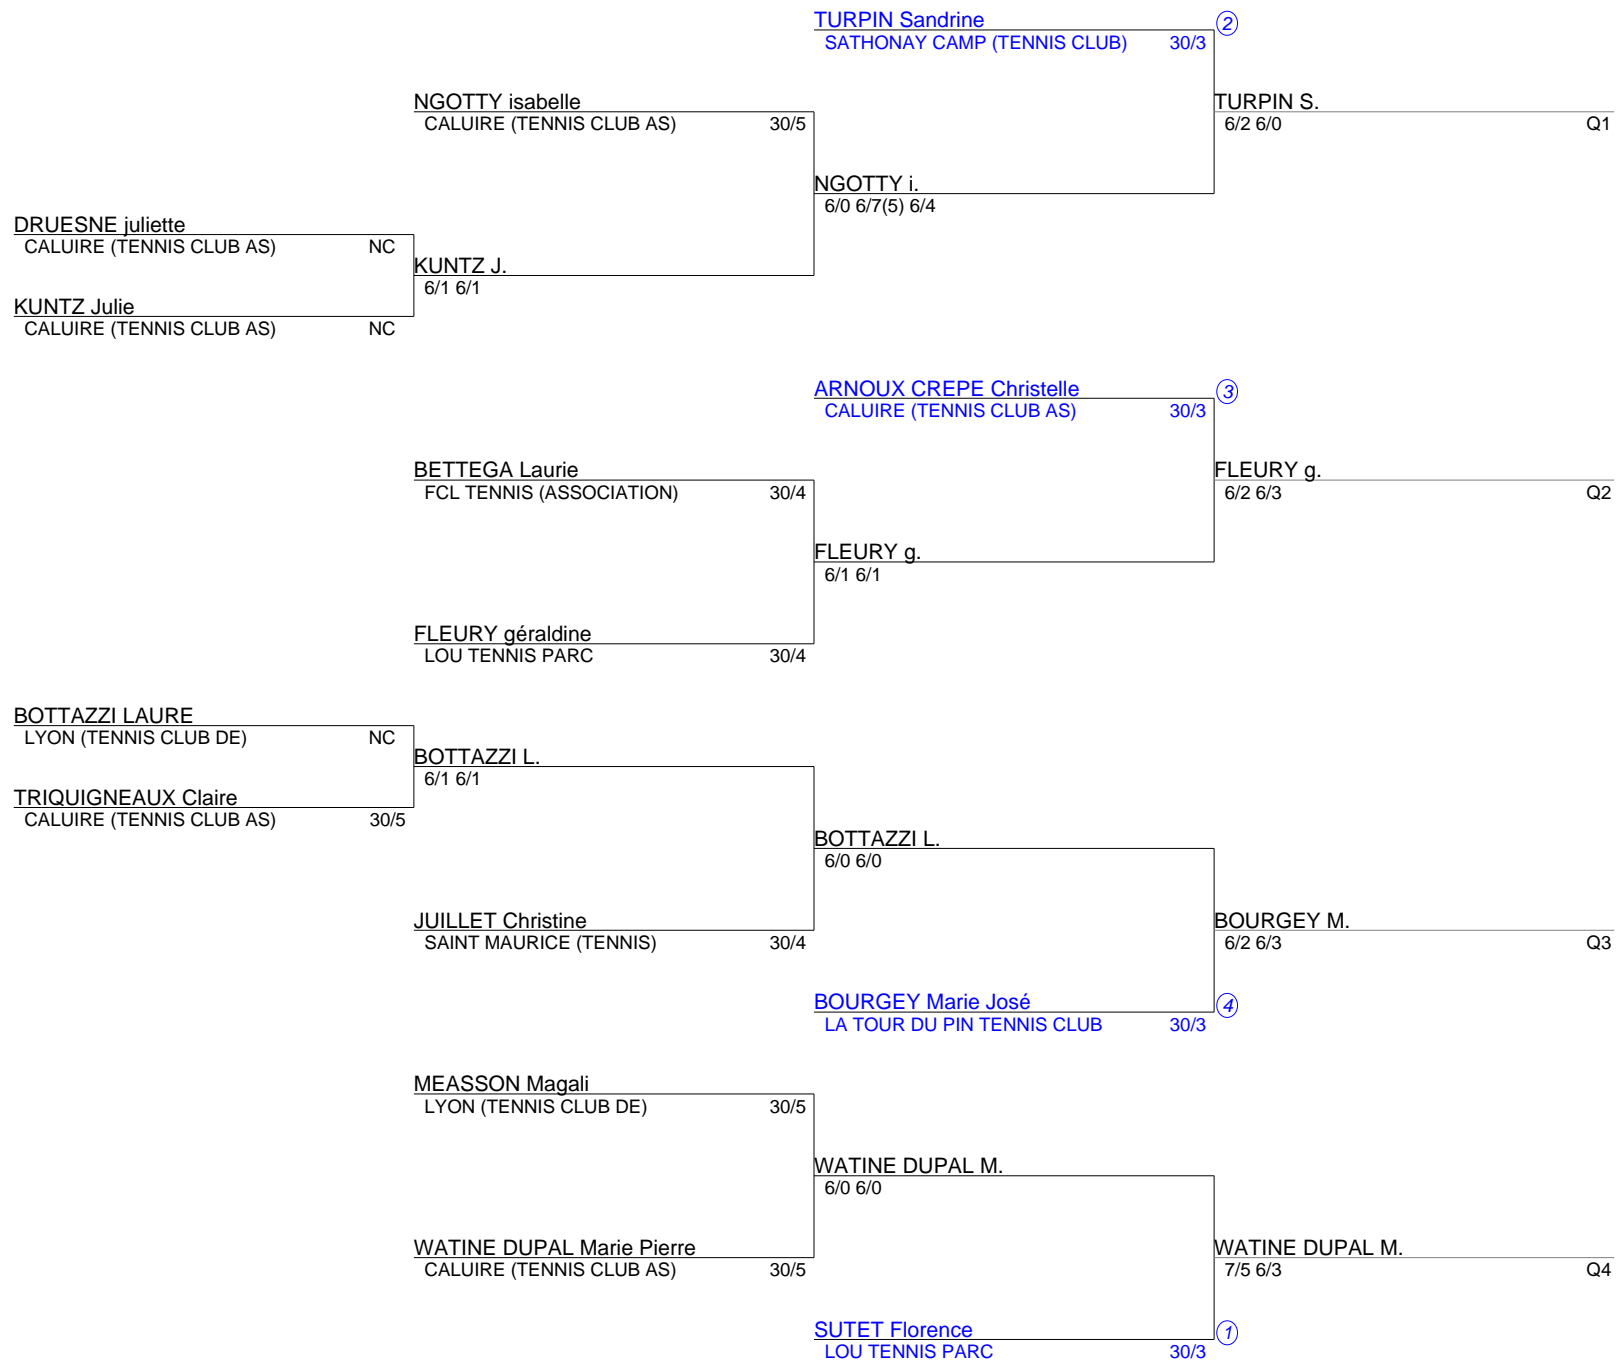 TURPIN Sandrine 2
SATHONAY CAMP (TENNIS CLUB) 30/3
NGOTTY isabelle
CALUIRE (TENNIS CLUB AS) 30/5
TURPIN S.
6/2 6/0 Q1
NGOTTY i.
6/0 6/7(5) 6/4
DRUESNE juliette
CALUIRE (TENNIS CLUB AS) NC
KUNTZ J.
6/1 6/1
KUNTZ Julie
CALUIRE (TENNIS CLUB AS) NC
ARNOUX CREPE Christelle 3
CALUIRE (TENNIS CLUB AS) 30/3
BETTEGA Laurie
FCL TENNIS (ASSOCIATION) 30/4
FLEURY g.
6/2 6/3 Q2
FLEURY g.
6/1 6/1
FLEURY géraldine
LOU TENNIS PARC 30/4
BOTTAZZI LAURE
LYON (TENNIS CLUB DE) NC
BOTTAZZI L.
6/1 6/1
TRIQUIGNEAUX Claire
CALUIRE (TENNIS CLUB AS) 30/5
BOTTAZZI L.
6/0 6/0
JUILLET Christine
SAINT MAURICE (TENNIS) 30/4
BOURGEY M.
6/2 6/3 Q3
BOURGEY Marie José 4
LA TOUR DU PIN TENNIS CLUB 30/3
MEASSON Magali
LYON (TENNIS CLUB DE) 30/5
WATINE DUPAL M.
6/0 6/0
WATINE DUPAL Marie Pierre
CALUIRE (TENNIS CLUB AS) 30/5
WATINE DUPAL M.
7/5 6/3 Q4
SUTET Florence 1
LOU TENNIS PARC 30/3